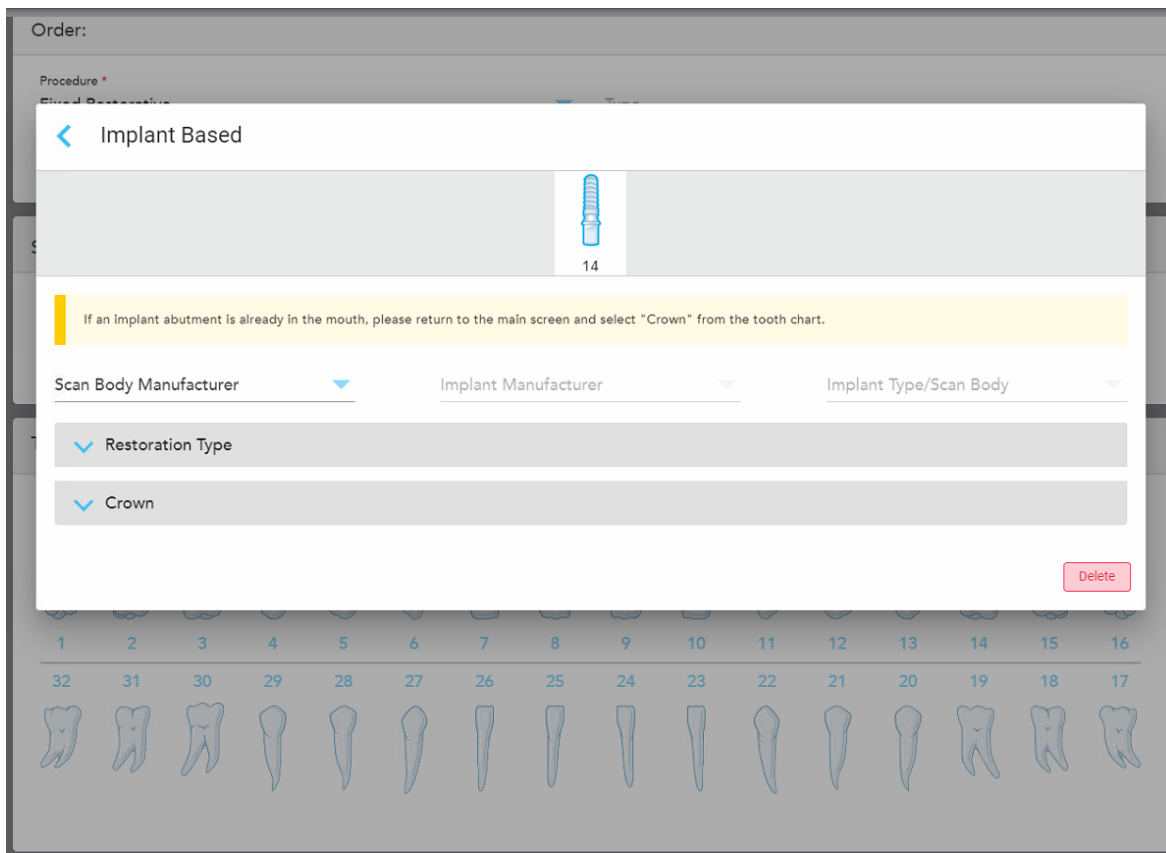 Order:
Procedure *
Fixed Restorative
Type
Implant Based
14
If an implant abutment is already in the mouth, please return to the main screen and select "Crown" from the tooth chart.
Scan Body Manufacturer
Implant Manufacturer
Implant Type/Scan Body
Restoration Type
Crown
Delete
1 2 3 4 5 6 7 8 9 10 11 12 13 14 15 16
32 31 30 29 28 27 26 25 24 23 22 21 20 19 18 17